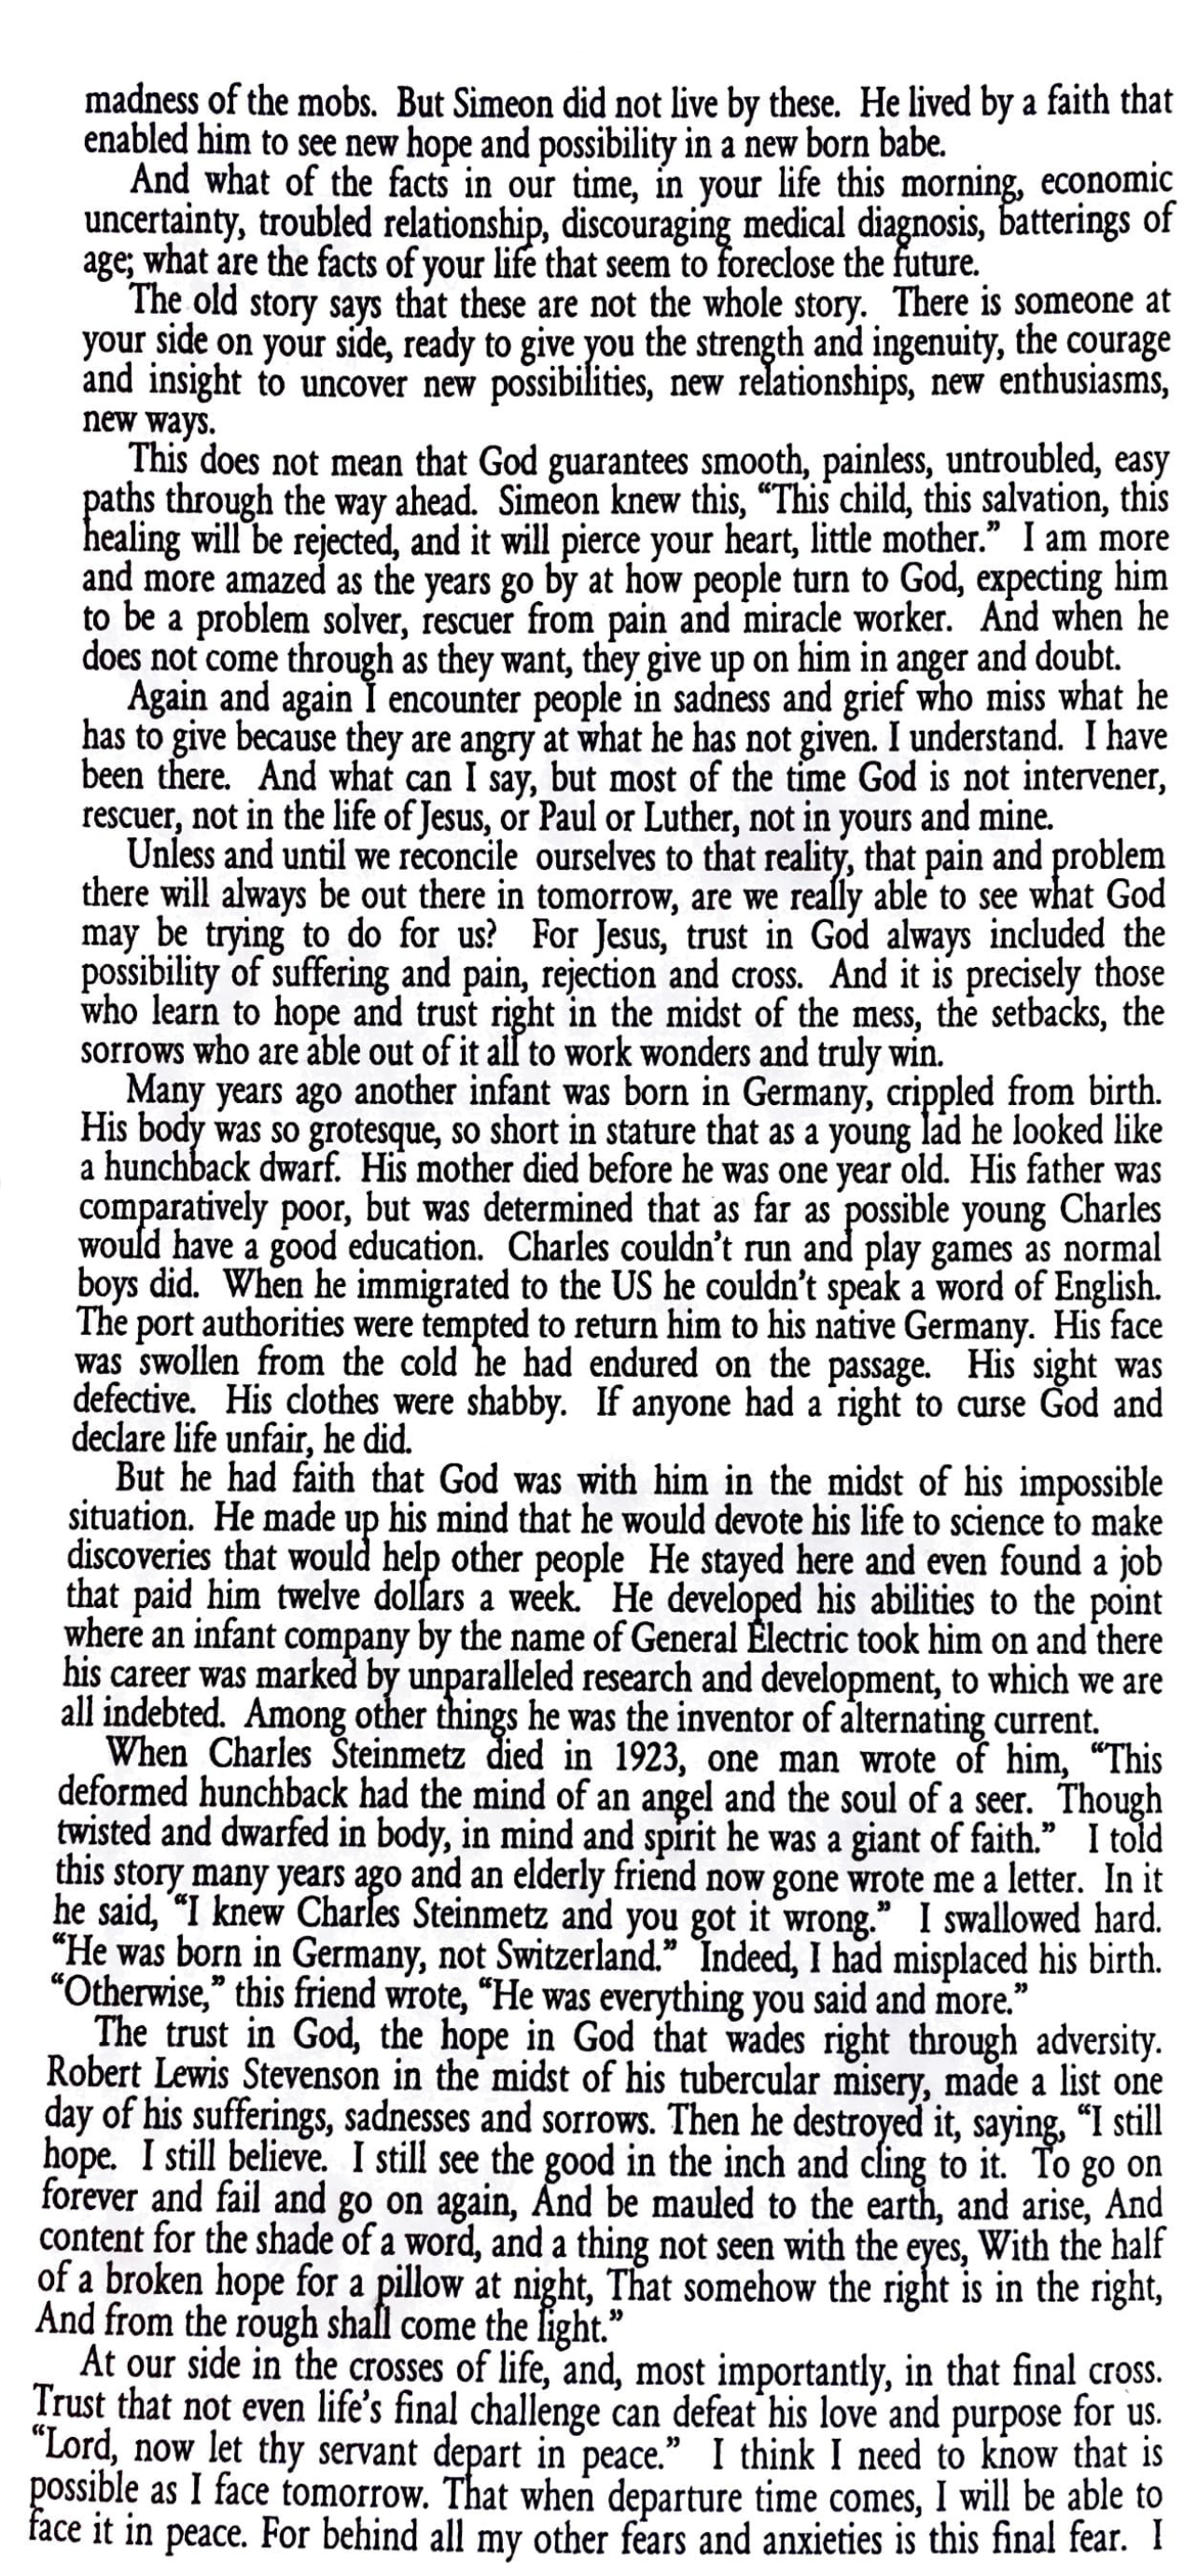 madness of the mobs. But Simeon did not live by these. He lived by a faith that
enabled him to see new hope and possibility in a new born babe.
And what of the facts in our time, in your life this morning, economic
uncertainty, troubled relationship, discouraging medical diagnosis, batterings of
age; what are the facts of your life that seem to foreclose the future.
The old story says that these are not the whole story. There is someone at
your side on your side, ready to give you the strength and ingenuity, the courage
and insight to uncover new possibilities, new relationships, new enthusiasms,
new ways.
This does not mean that God guarantees smooth, painless, untroubled, easy
paths through the way ahead. Simeon knew this, “This child, this salvation, this
healing will be rejected, and it will pierce your heart, little mother.” I am more
and more amazed as the years go by at how people turn to God, expecting him
to be a problem solver, rescuer from pain and miracle worker. And when he
does not come through as they want, they give up on him in anger and doubt.
Again and again I encounter people in sadness and grief who miss what he
has to give because they are angry at what he has not given. I understand. I have
been there. And what can I say, but most of the time God is not intervener,
rescuer, not in the life of Jesus, or Paul or Luther, not in yours and mine.
Unless and until we reconcile ourselves to that reality, that pain and problem
there will always be out there in tomorrow, are we really able to see what God
may be trying to do for us? For Jesus, trust in God always included the
possibility of suffering and pain, rejection and cross. And it is precisely those
who learn to hope and trust right in the midst of the mess, the setbacks, the
sorrows who are able out of it all to work wonders and truly win.
Many years ago another infant was born in Germany, crippled from birth.
His body was so grotesque, so short in stature that as a young lad he looked like
a hunchback dwarf. His mother died before he was one year old. His father was
comparatively poor, but was determined that as far as possible young Charles
would have a good education. Charles couldn’t run and play games as normal
boys did. When he immigrated to the US he couldn’t speak a word of English.
The port authorities were tempted to return him to his native Germany. His face
was swollen from the cold he had endured on the passage. His sight was
defective. His clothes were shabby. If anyone had a right to curse God and
declare life unfair, he did.
But he had faith that God was with him in the midst of his impossible
situation. He made up his mind that he would devote his life to science to make
discoveries that would help other people He stayed here and even found a job
that paid him twelve dollars a week. He developed his abilities to the point
where an infant company by the name of General Electric took him on and there
his career was marked by unparalleled research and development, to which we are
all indebted. Among other things he was the inventor of alternating current.
When Charles Steinmetz died in 1923, one man wrote of him, “This
deformed hunchback had the mind of an angel and the soul of a seer. Though
twisted and dwarfed in body, in mind and spirit he was a giant of faith.” I told
this story many years ago and an elderly friend now gone wrote me a letter. In it
he said, “I knew Charles Steinmetz and you got it wrong.” I swallowed hard.
“He was born in Germany, not Switzerland.” Indeed, I had misplaced his birth.
“Otherwise,” this friend wrote, “He was everything you said and more.”
The trust in God, the hope in God that wades right through adversity.
Robert Lewis Stevenson in the midst of his tubercular misery, made a list one
day of his sufferings, sadnesses and sorrows. Then he destroyed it, saying, “I still
hope. I still believe. I still see the good in the inch and cling to it. To go on
forever and fail and go on again, And be mauled to the earth, and arise, And
content for the shade of a word, and a thing not seen with the eyes, With the half
of a broken hope for a pillow at night, That somehow the right is in the right,
And from the rough shall come the light.”
At our side in the crosses of life, and, most importantly, in that final cross.
Trust that not even life’s final challenge can defeat his love and purpose for us.
“Lord, now let thy servant depart in peace.” I think I need to know that is
possible as I face tomorrow. That when departure time comes, I will be able to
face it in peace. For behind all my other fears and anxieties is this final fear. I